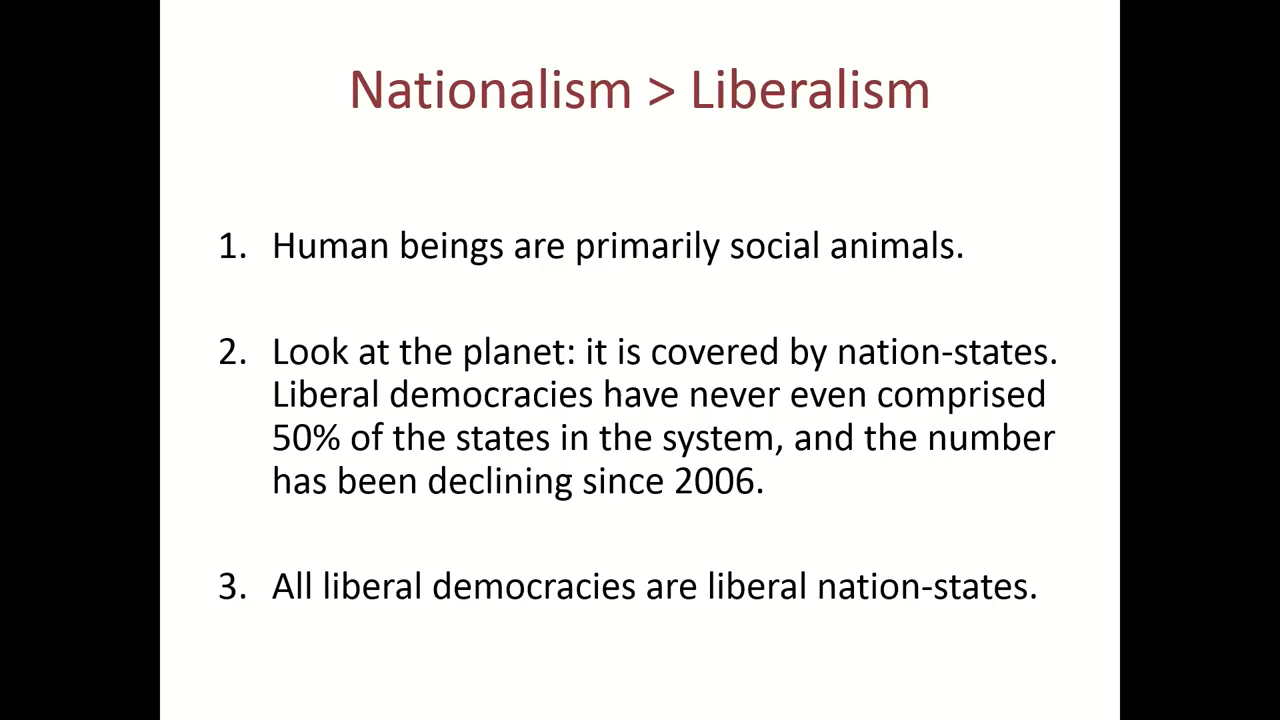 Nationalism > Liberalism
1. Human beings are primarily social animals.
2. Look at the planet: it is covered by nation-states.
Liberal democracies have never even comprised
50% of the states in the system, and the number
has been declining since 2006.
3. All liberal democracies are liberal nation-states.